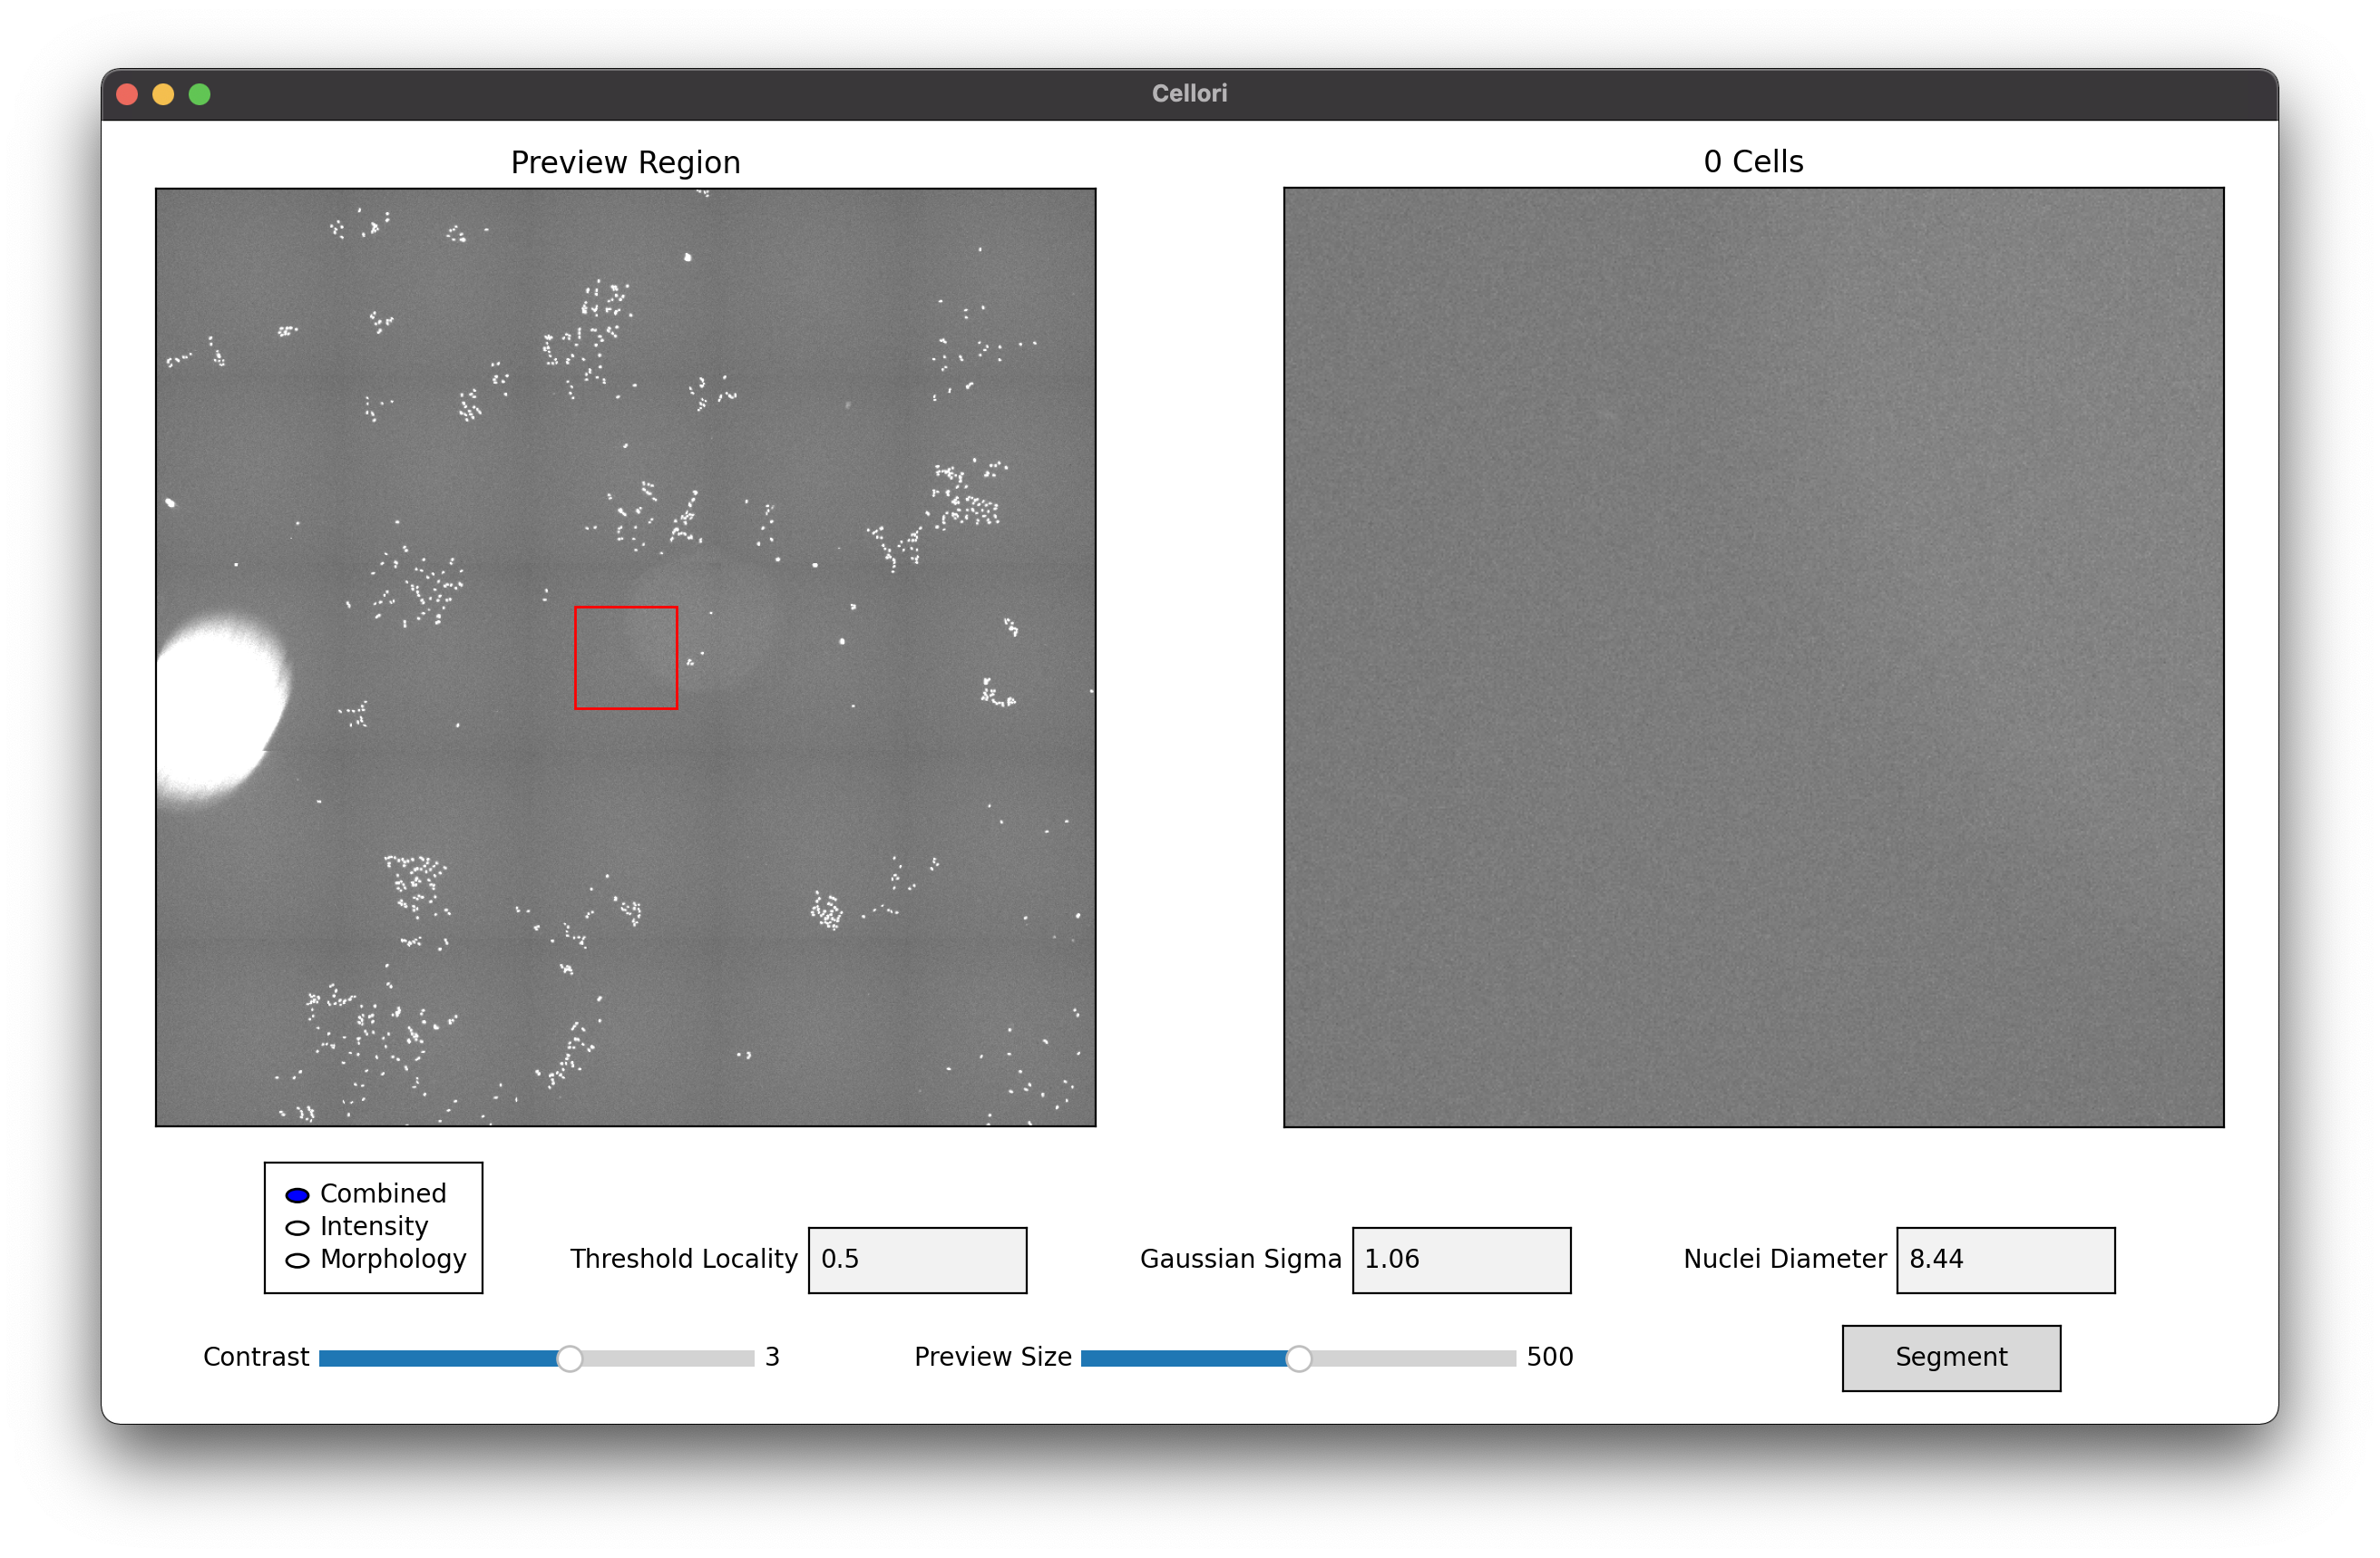 Cellori
Preview Region
0 Cells
Combined
Intensity
Morphology
Threshold Locality 0.5
Gaussian Sigma 1.06
Nuclei Diameter 8.44
Contrast 3
Preview Size 500
Segment